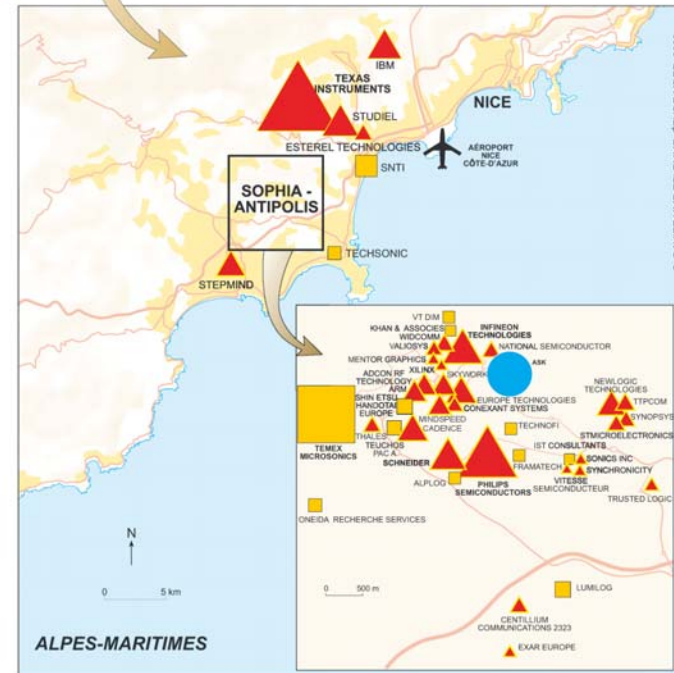 IBM
TEXAS
INSTRUMENTS
NICE
STUDIEL
ESTEREL TECHNOLOGIES
AÉROPORT
NICE
CÔTE-D'AZUR
SNTI
SOPHIA -
ANTIPOLIS
TECHSONIC
STEPMIND
VT DIM
KHAN & ASSOCIES
INFINEON
TECHNOLOGIES
WIDCOMM
VALIOSYS
NATIONAL SEMICONDUCTOR
MENTOR GRAPHICS
ASK
XILINX
SKYWORK
ADCON RF
TECHNOLOGY
NEWLOGIC
TECHNOLOGIES
ARM
EUROPE TECHNOLOGIES
TTPCOM
SHIN ETSU
HANDOTAI
EUROPE
CONEXANT SYSTEMS
SYNOPSYS
MINDSPEED
CADENCE
TECHNOFI
STMICROELECTRONICS
THALES
TEUCHOS
PAC A
TEMEX
MICROSONICS
IST CONSULTANTS
SCHNEIDER
FRAMATECH
SONICS INC
SYNCHRONICITY
ALPLOG
PHILIPS
SEMICONDUCTORS
VITESSE
SEMICONDUCTEUR
TRUSTED LOGIC
ONEIDA RECHERCHE SERVICES
N
0 5 km
0 500 m
LUMILOG
CENTILLIUM
COMMUNICATIONS 2323
EXAR EUROPE
ALPES-MARITIMES